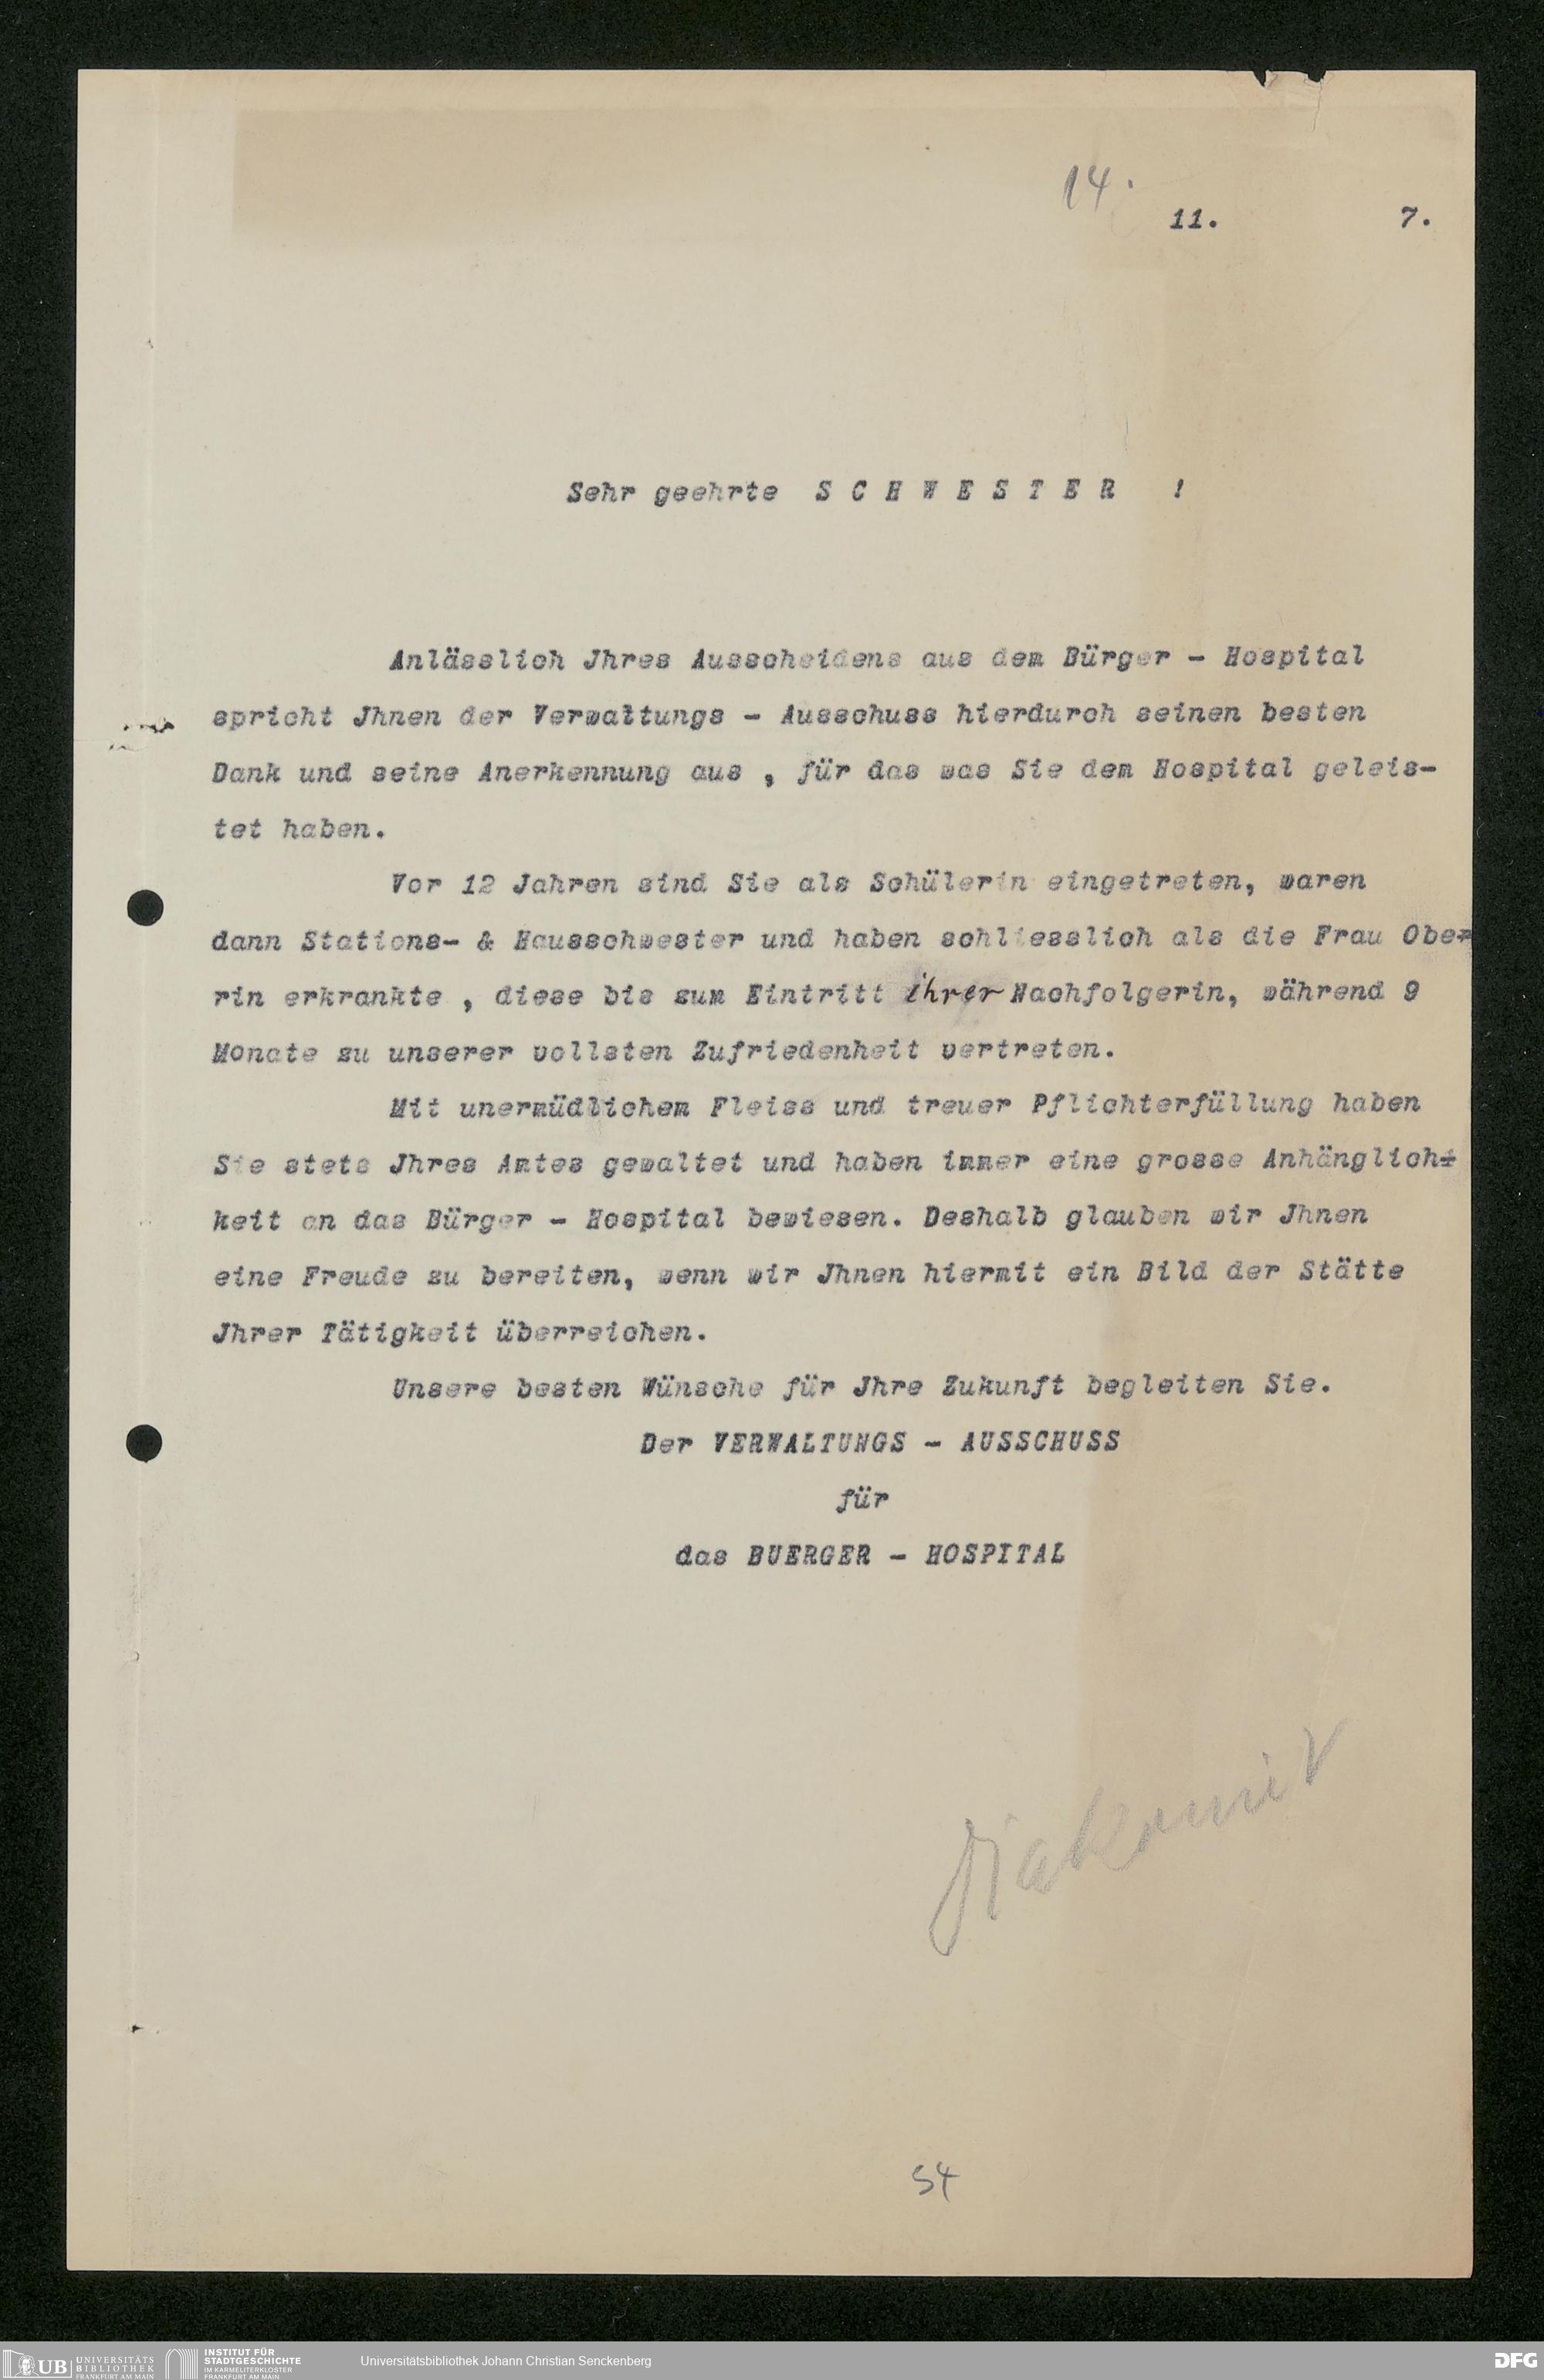 14.
11. 7.
Sehr geehrte S C H W E S T E R !
Anlässlich Jhres Ausscheidens aus dem Bürger - Hospital
spricht Jhnen der Verwaltungs - Ausschuss hierdurch seinen besten
Dank und seine Anerkennung aus , für das was Sie dem Hospital geleis-
tet haben.
Vor 12 Jahren sind Sie als Schülerin eingetreten, waren
dann Stations- & Hausschwester und haben schliesslich als die Frau Ober
rin erkrankte , diese bis zum Eintritt ihrer Nachfolgerin, während 9
Monate zu unserer vollsten Zufriedenheit vertreten.
Mit unermüdlichem Fleiss und treuer Pflichterfüllung haben
Sie stets Jhres Amtes gewaltet und haben immer eine grosse Anhänglich-
keit an das Bürger - Hospital bewiesen. Deshalb glauben wir Jhnen
eine Freude zu bereiten, wenn wir Jhnen hiermit ein Bild der Stätte
Jhrer Tätigkeit überreichen.
Unsere besten Wünsche für Jhre Zukunft begleiten Sie.
Der VERWALTUNGS - AUSSCHUSS
für
das BUERGER - HOSPITAL
54
UB UNIVERSITÄTS
BIBLIOTHEK
FRANKFURT AM MAIN
INSTITUT FÜR
STADTGESCHICHTE
IM KARMELITERKLOSTER
FRANKFURT AM MAIN
Universitätsbibliothek Johann Christian Senckenberg
DFG